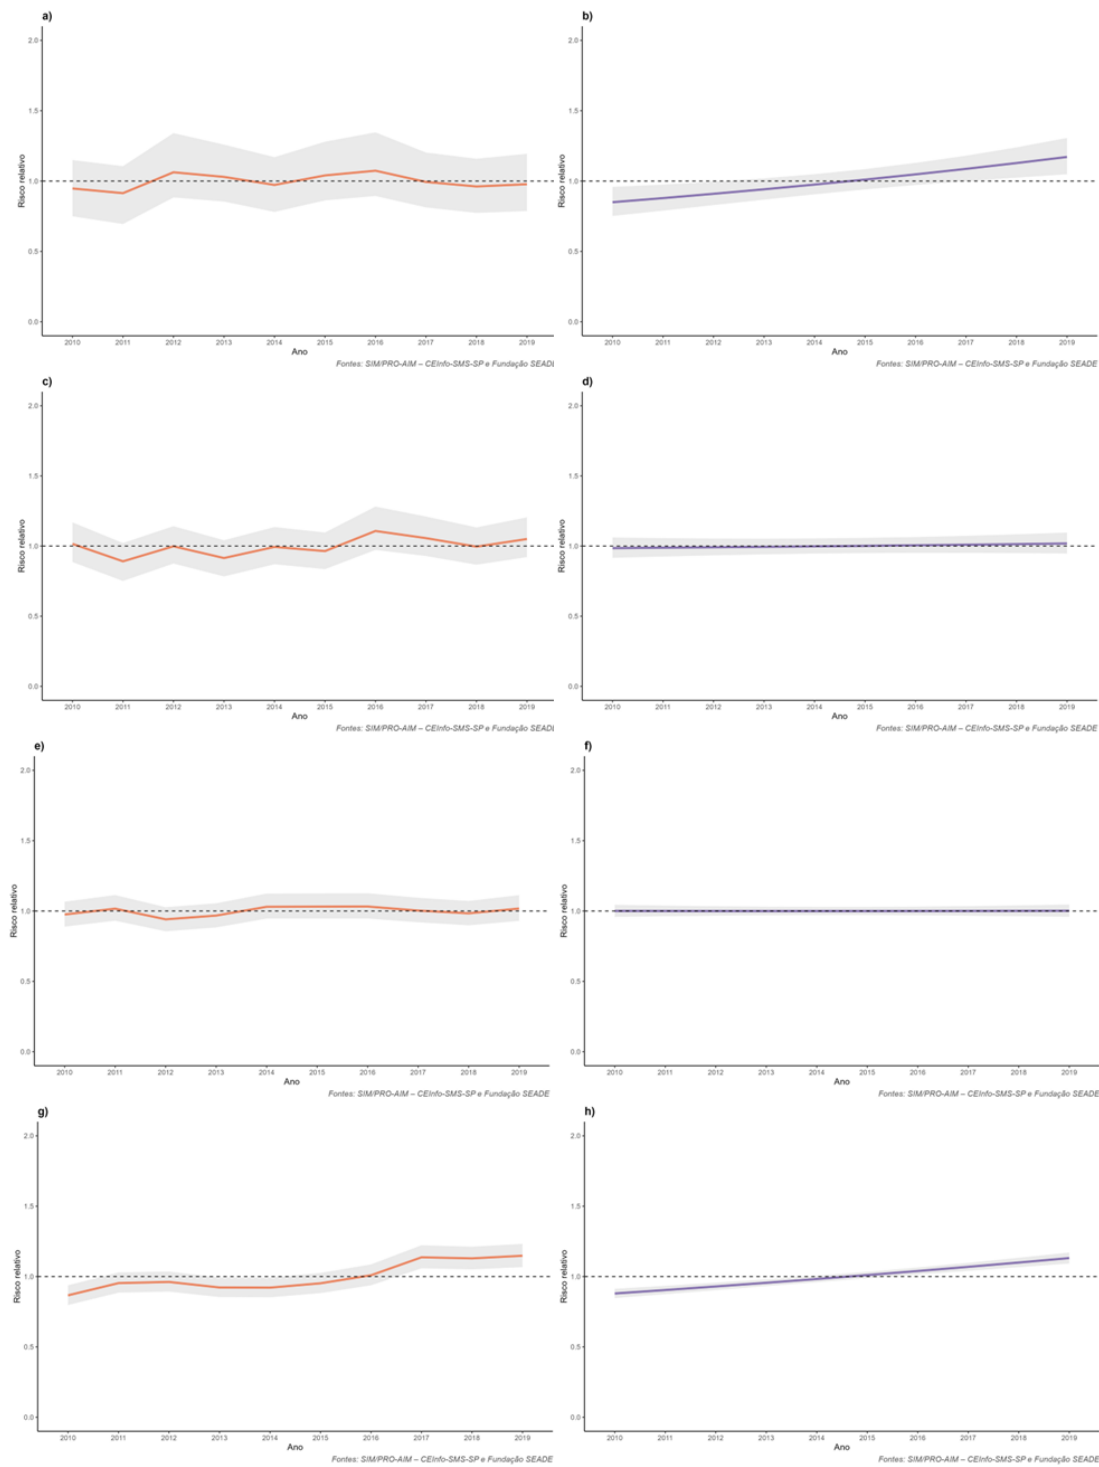 a)
2.0
1.5
1.0
0.5
0.0
Risco relativo
2010 2011 2012 2013 2014 2015 2016 2017 2018 2019
Ano
Fontes: SIM/PRO-AIM – CEInfo-SMS-SP e Fundação SEADE
b)
2.0
1.5
1.0
0.5
0.0
Risco relativo
2010 2011 2012 2013 2014 2015 2016 2017 2018 2019
Ano
Fontes: SIM/PRO-AIM – CEInfo-SMS-SP e Fundação SEADE
c)
2.0
1.5
1.0
0.5
0.0
Risco relativo
2010 2011 2012 2013 2014 2015 2016 2017 2018 2019
Ano
Fontes: SIM/PRO-AIM – CEInfo-SMS-SP e Fundação SEADE
d)
2.0
1.5
1.0
0.5
0.0
Risco relativo
2010 2011 2012 2013 2014 2015 2016 2017 2018 2019
Ano
Fontes: SIM/PRO-AIM – CEInfo-SMS-SP e Fundação SEADE
e)
2.0
1.5
1.0
0.5
0.0
Risco relativo
2010 2011 2012 2013 2014 2015 2016 2017 2018 2019
Ano
Fontes: SIM/PRO-AIM – CEInfo-SMS-SP e Fundação SEADE
f)
2.0
1.5
1.0
0.5
0.0
Risco relativo
2010 2011 2012 2013 2014 2015 2016 2017 2018 2019
Ano
Fontes: SIM/PRO-AIM – CEInfo-SMS-SP e Fundação SEADE
g)
2.0
1.5
1.0
0.5
0.0
Risco relativo
2010 2011 2012 2013 2014 2015 2016 2017 2018 2019
Ano
Fontes: SIM/PRO-AIM – CEInfo-SMS-SP e Fundação SEADE
h)
2.0
1.5
1.0
0.5
0.0
Risco relativo
2010 2011 2012 2013 2014 2015 2016 2017 2018 2019
Ano
Fontes: SIM/PRO-AIM – CEInfo-SMS-SP e Fundação SEADE